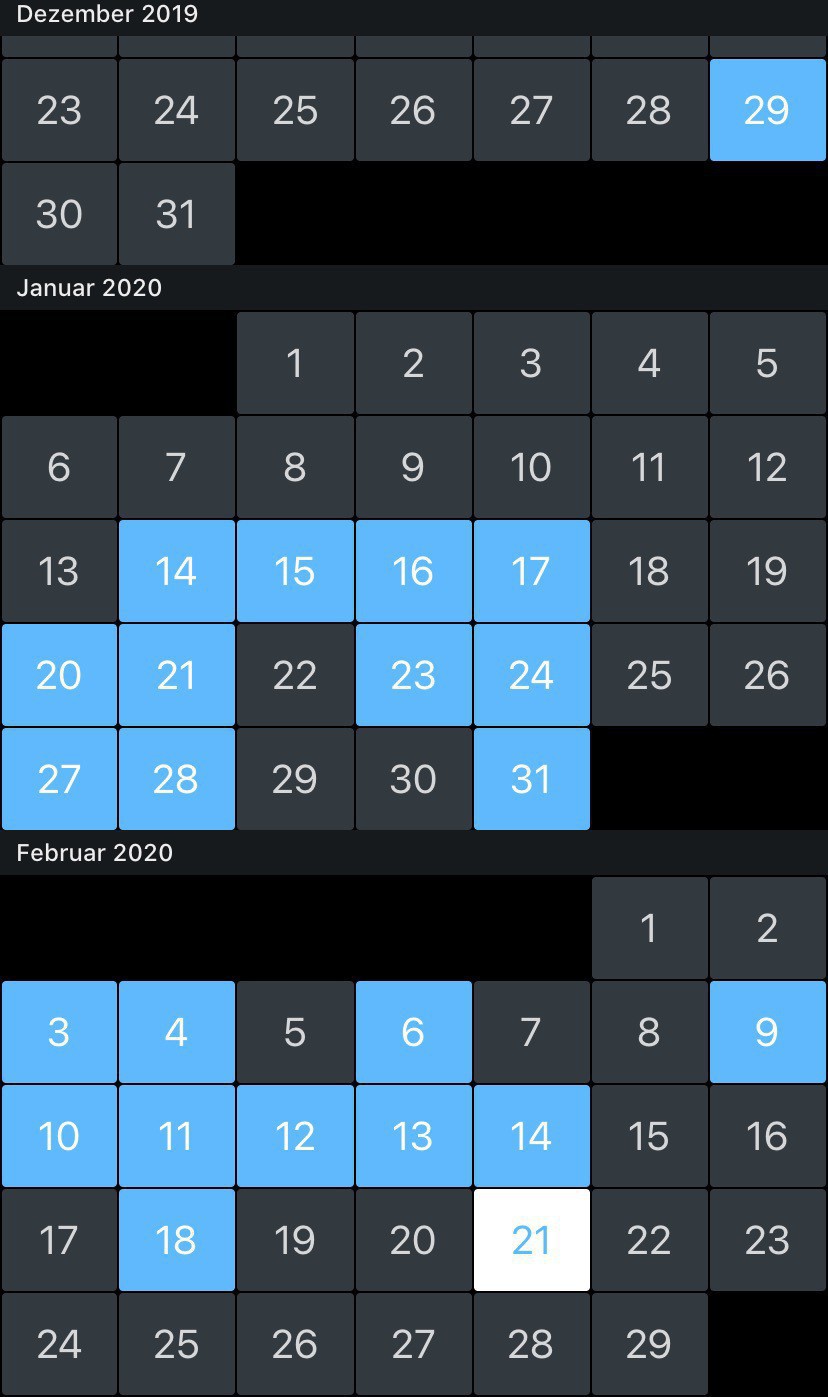 Dezember 2019
23 24 25 26 27 28 29
30 31
Januar 2020
1 2 3 4 5
6 7 8 9 10 11 12
13 14 15 16 17 18 19
20 21 22 23 24 25 26
27 28 29 30 31
Februar 2020
1 2
3 4 5 6 7 8 9
10 11 12 13 14 15 16
17 18 19 20 21 22 23
24 25 26 27 28 29